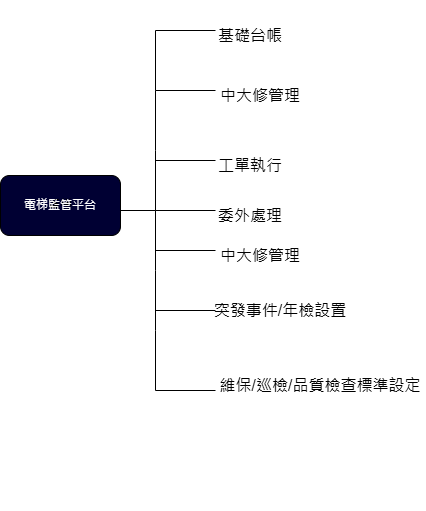 基礎台帳
中大修管理
工單執行
電梯監管平台
委外處理
中大修管理
突發事件/年檢設置
維保/巡檢/品質檢查標準設定